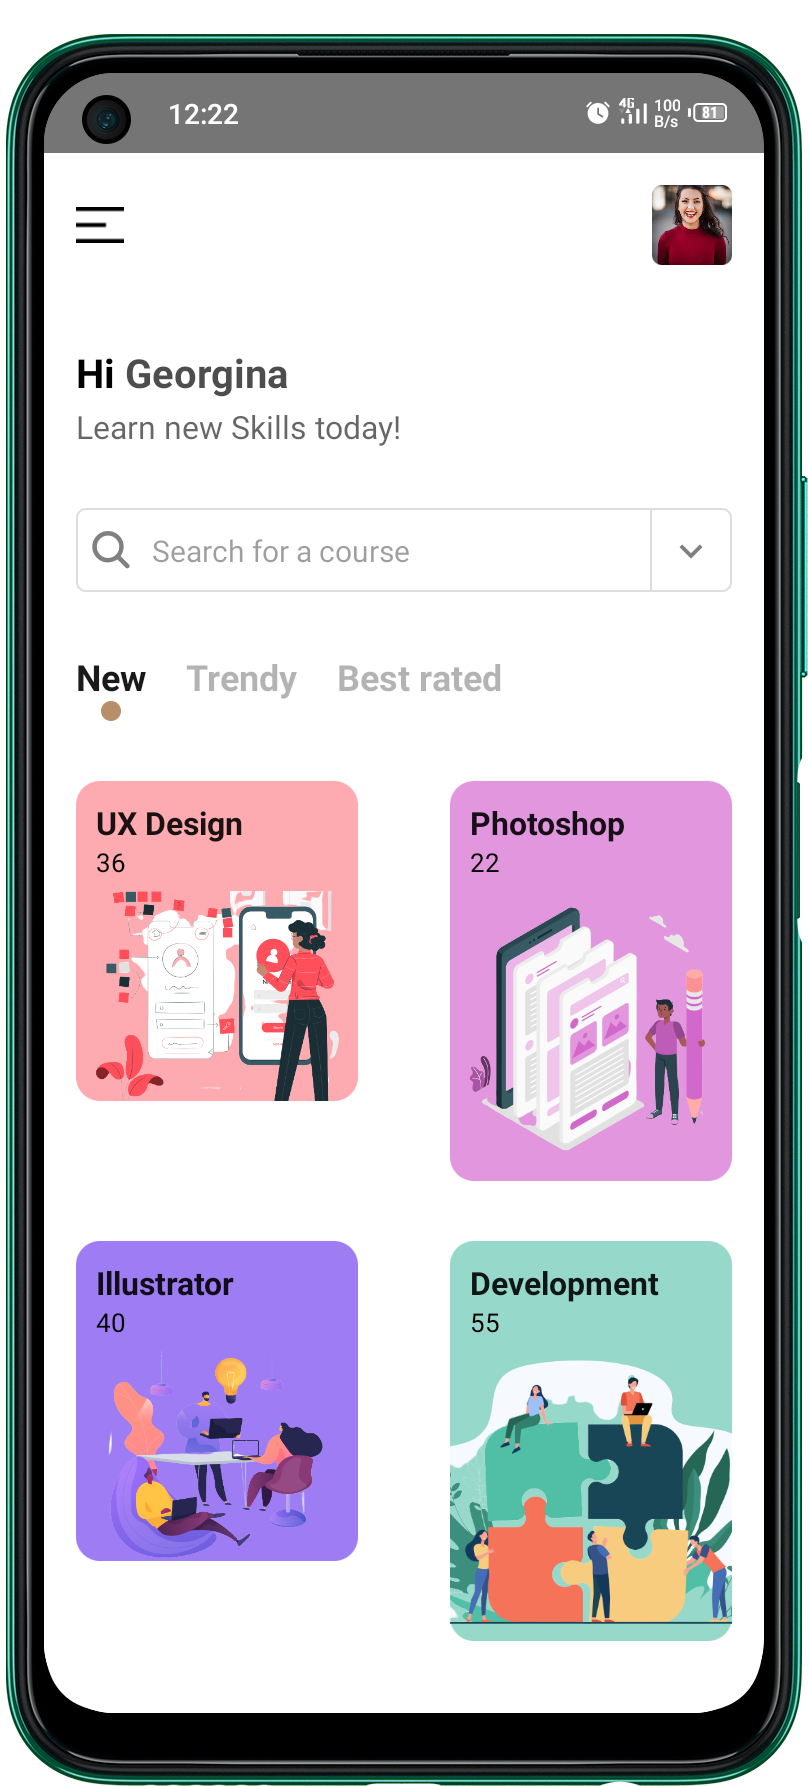 12:22
4G
100
B/s
81
Hi Georgina
Learn new Skills today!
Search for a course
New Trendy Best rated
UX Design
36
Photoshop
22
Illustrator
40
Development
55